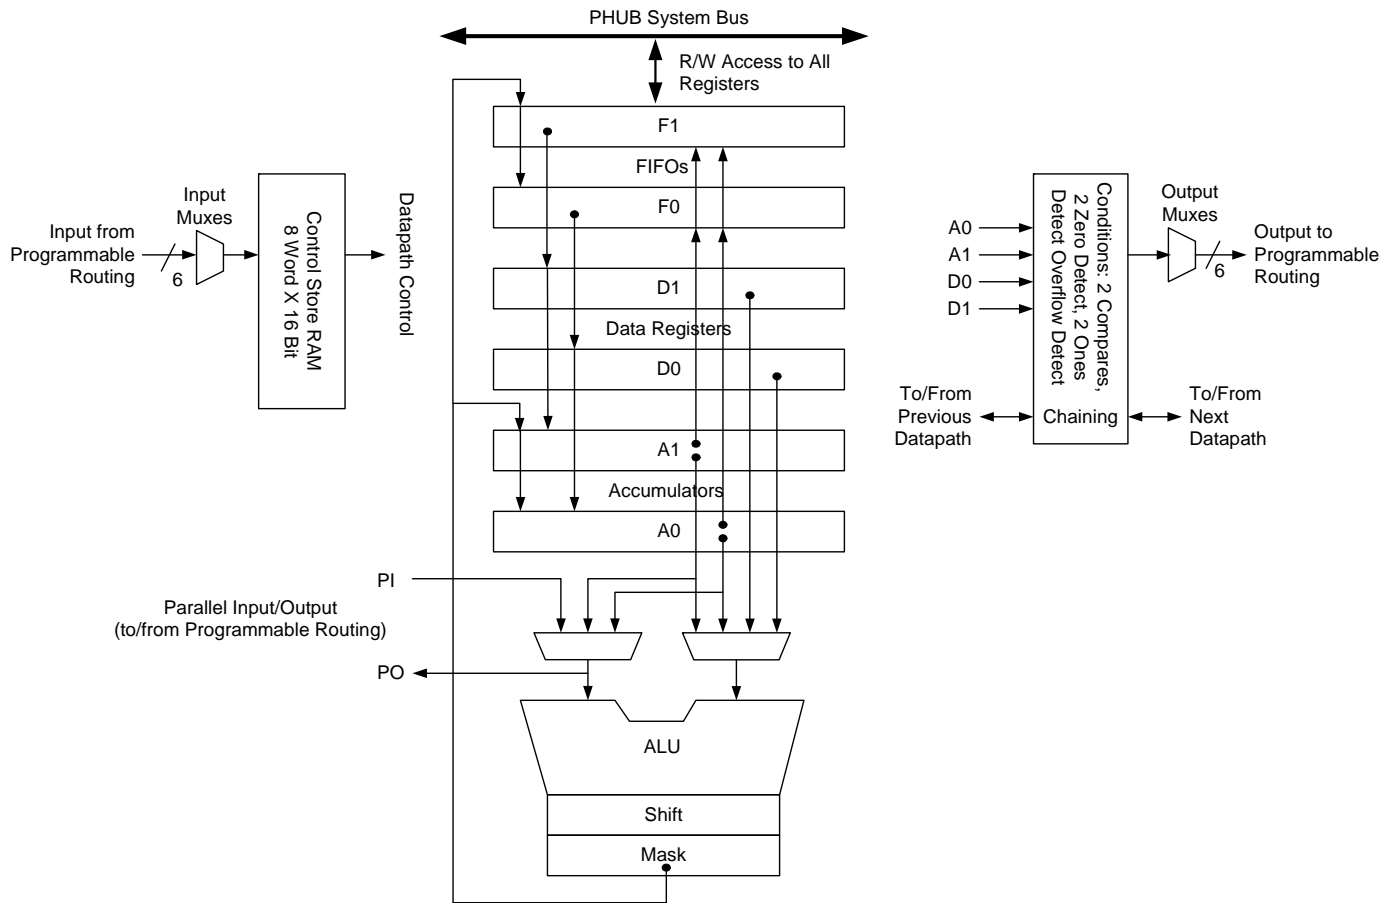 PHUB System Bus
R/W Access to All
Registers
F1
FIFOs
F0
D1
Data Registers
D0
A1
Accumulators
A0
Input from
Programmable
Routing
6
Input
Muxes
Control Store RAM
8 Word X 16 Bit
Datapath Control
PI
Parallel Input/Output
(to/from Programmable Routing)
PO
ALU
Shift
Mask
A0
A1
D0
D1
Conditions: 2 Compares,
2 Zero Detect, 2 Ones
Detect Overflow Detect
Chaining
To/From
Previous
Datapath
To/From
Next
Datapath
Output
Muxes
6
Output to
Programmable
Routing